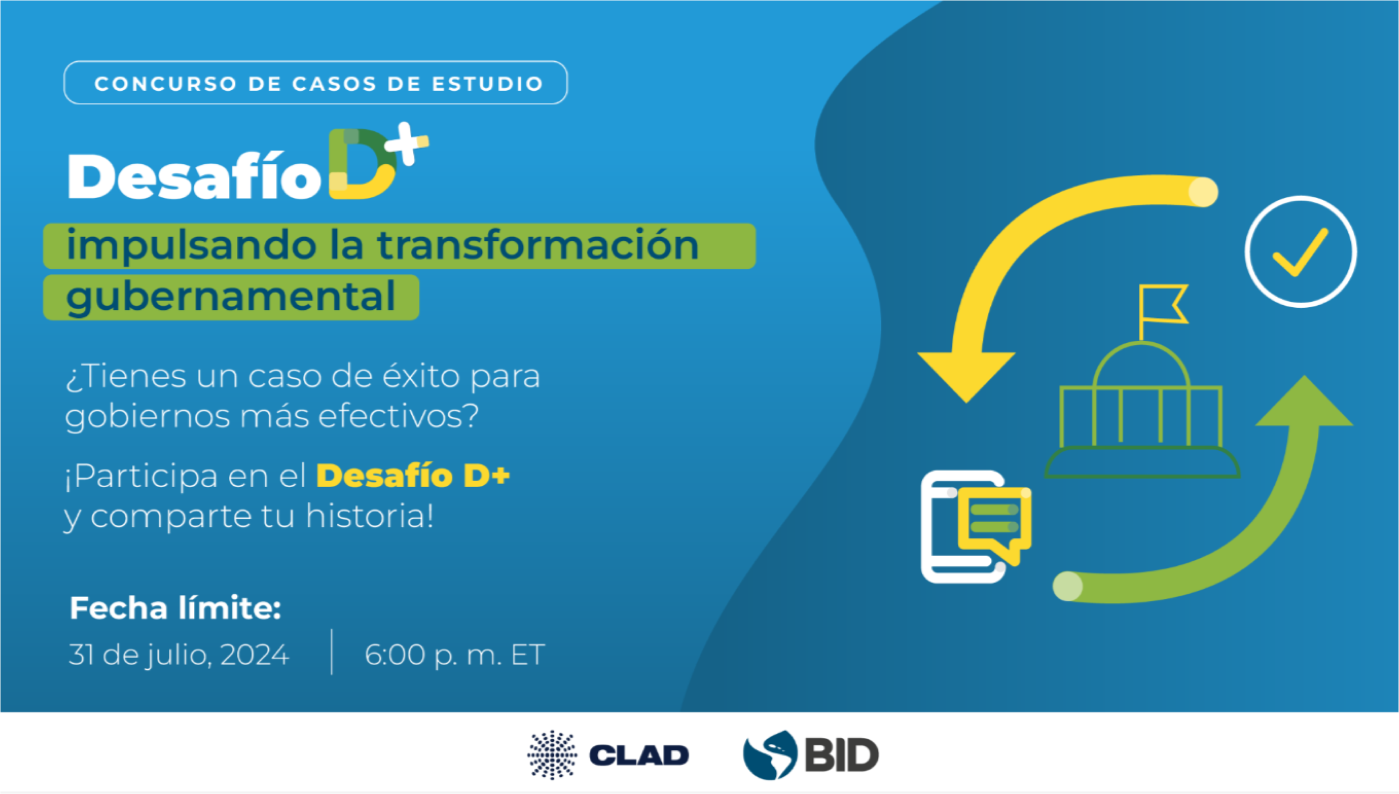 CONCURSO DE CASOS DE ESTUDIO
Desafío D+
impulsando la transformación
gubernamental
¿Tienes un caso de éxito para
gobiernos más efectivos?
¡Participa en el Desafío D+
y comparte tu historia!
Fecha límite:
31 de julio, 2024 | 6:00 p. m. ET
CLAD BID